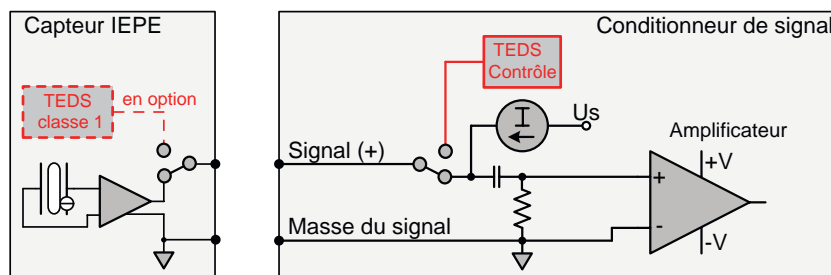 Capteur IEPE
TEDS
classe 1
en option
Conditionneur de signal
TEDS
Contrôle
I
Us
Signal (+)
Masse du signal
Amplificateur
+V
+
-
-V